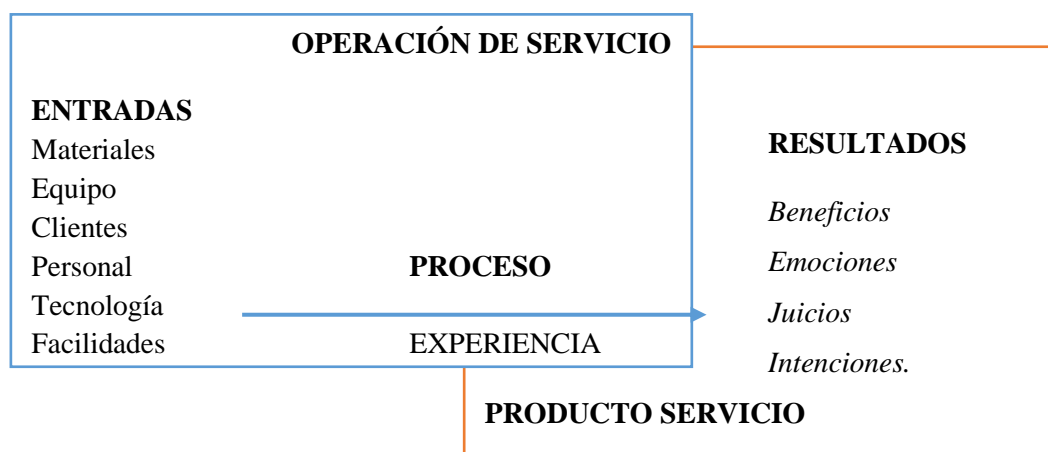 OPERACIÓN DE SERVICIO
ENTRADAS
Materiales
Equipo
Clientes
Personal
Tecnología
Facilidades
PROCESO
EXPERIENCIA
RESULTADOS
Beneficios
Emociones
Juicios
Intenciones.
PRODUCTO SERVICIO